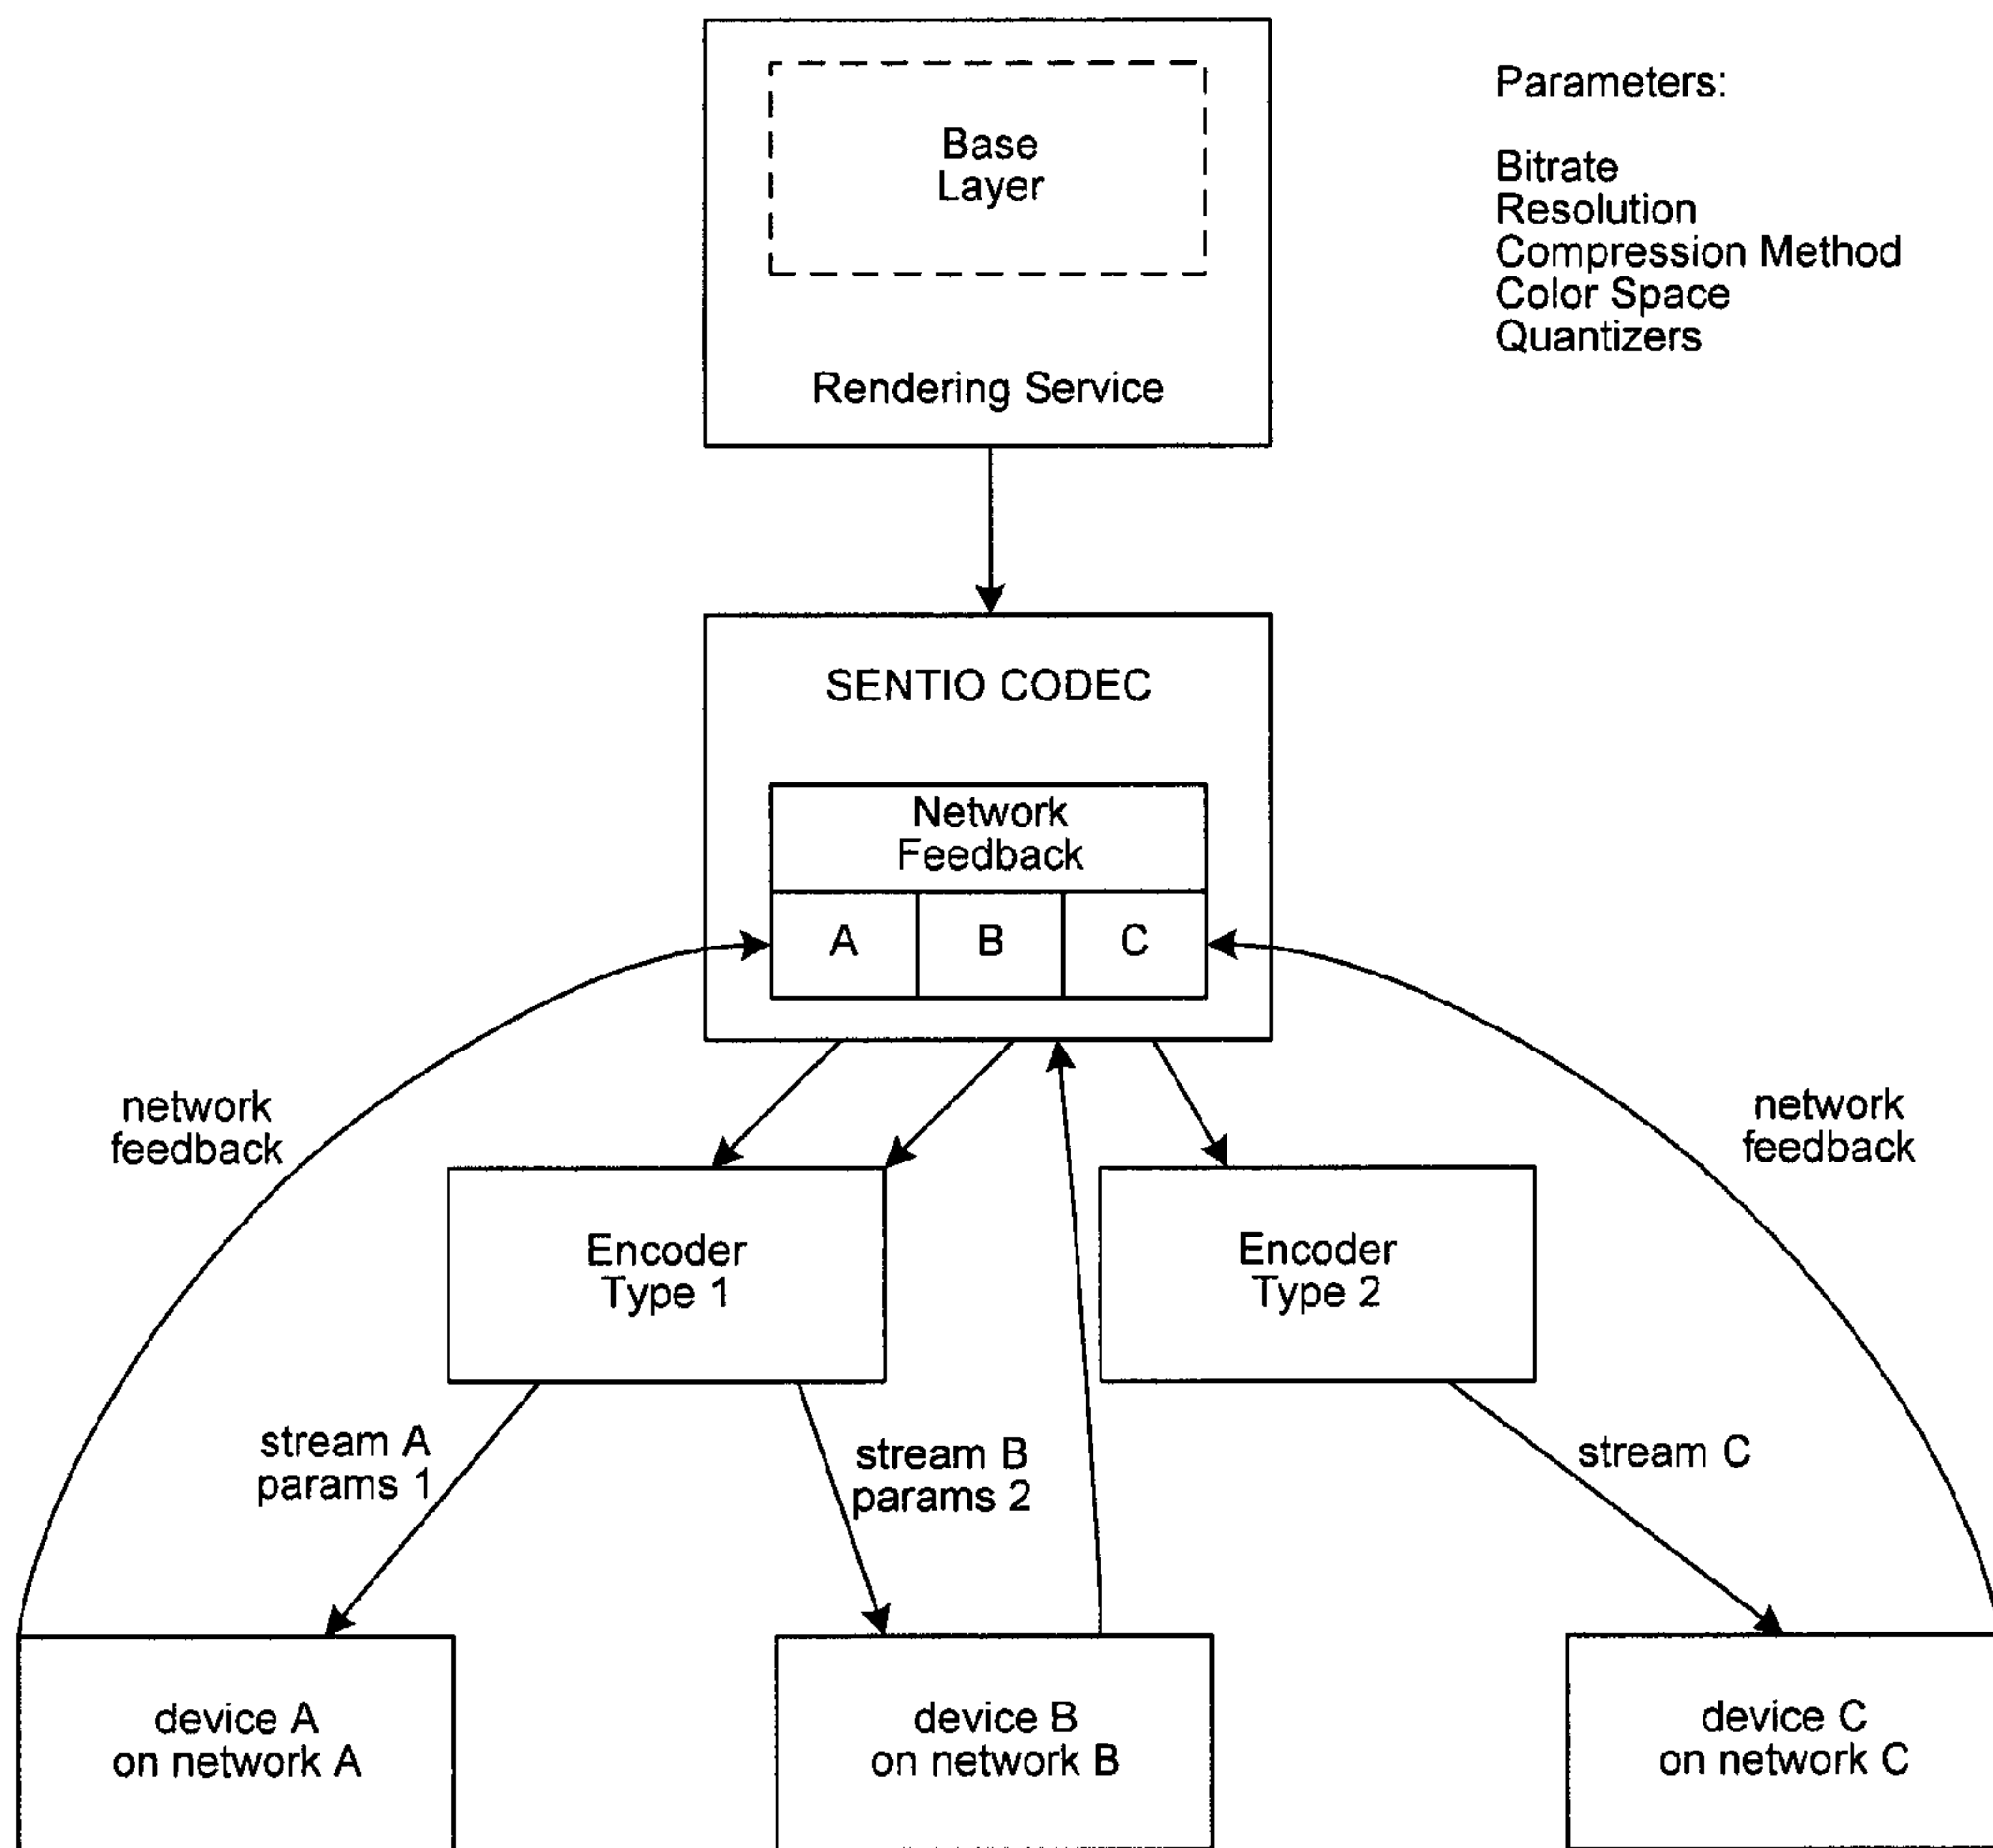 Base
Layer
Rendering Service
Parameters:
Bitrate
Resolution
Compression Method
Color Space
Quantizers
SENTIO CODEC
Network
Feedback
A
B
C
network
feedback
network
feedback
Encoder
Type 1
Encoder
Type 2
stream A
params 1
stream B
params 2
stream C
device A
on network A
device B
on network B
device C
on network C